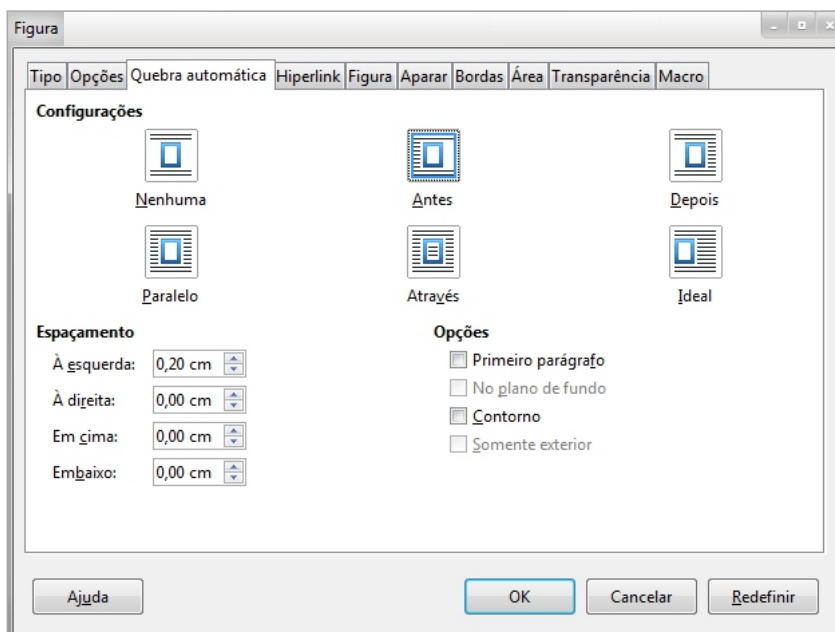 Figura
Tipo Opções Quebra automática Hiperlink Figura Aparar Bordas Área Transparência Macro
Configurações
Nenhuma Antes Depois
Paralelo Através Ideal
Espaçamento Opções
À esquerda: 0,20 cm Primeiro parágrafo
À direita: 0,00 cm No plano de fundo
Em cima: 0,00 cm Contorno
Embaixo: 0,00 cm Somente exterior
Ajuda OK Cancelar Redefinir